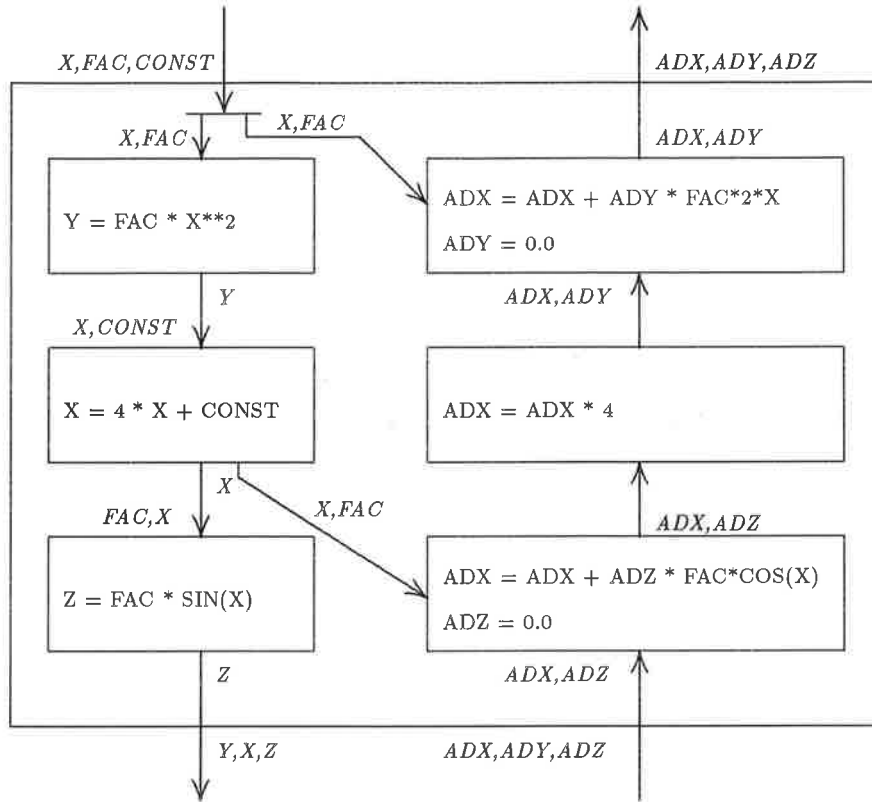 X,FAC,CONST
ADX,ADY,ADZ
X,FAC
X,FAC
ADX,ADY
Y = FAC * X**2
ADX = ADX + ADY * FAC*2*X
ADY = 0.0
Y
ADX,ADY
X,CONST
X = 4 * X + CONST
ADX = ADX * 4
X
X,FAC
FAC,X
ADX,ADZ
Z = FAC * SIN(X)
ADX = ADX + ADZ * FAC*COS(X)
ADZ = 0.0
Z
ADX,ADZ
Y,X,Z
ADX,ADY,ADZ